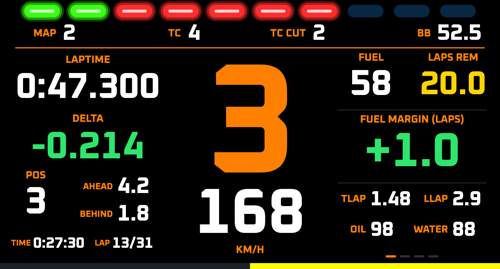 MAP 2 TC 4 TC CUT 2 BB 52.5
LAPTIME
0:47.300
DELTA
-0.214
POS
3
AHEAD 4.2
BEHIND 1.8
TIME 0:27:30 LAP 13/31
3
168
KM/H
FUEL LAPS REM
58 20.0
FUEL MARGIN (LAPS)
+1.0
TLAP 1.48 LLAP 2.9
OIL 98 WATER 88